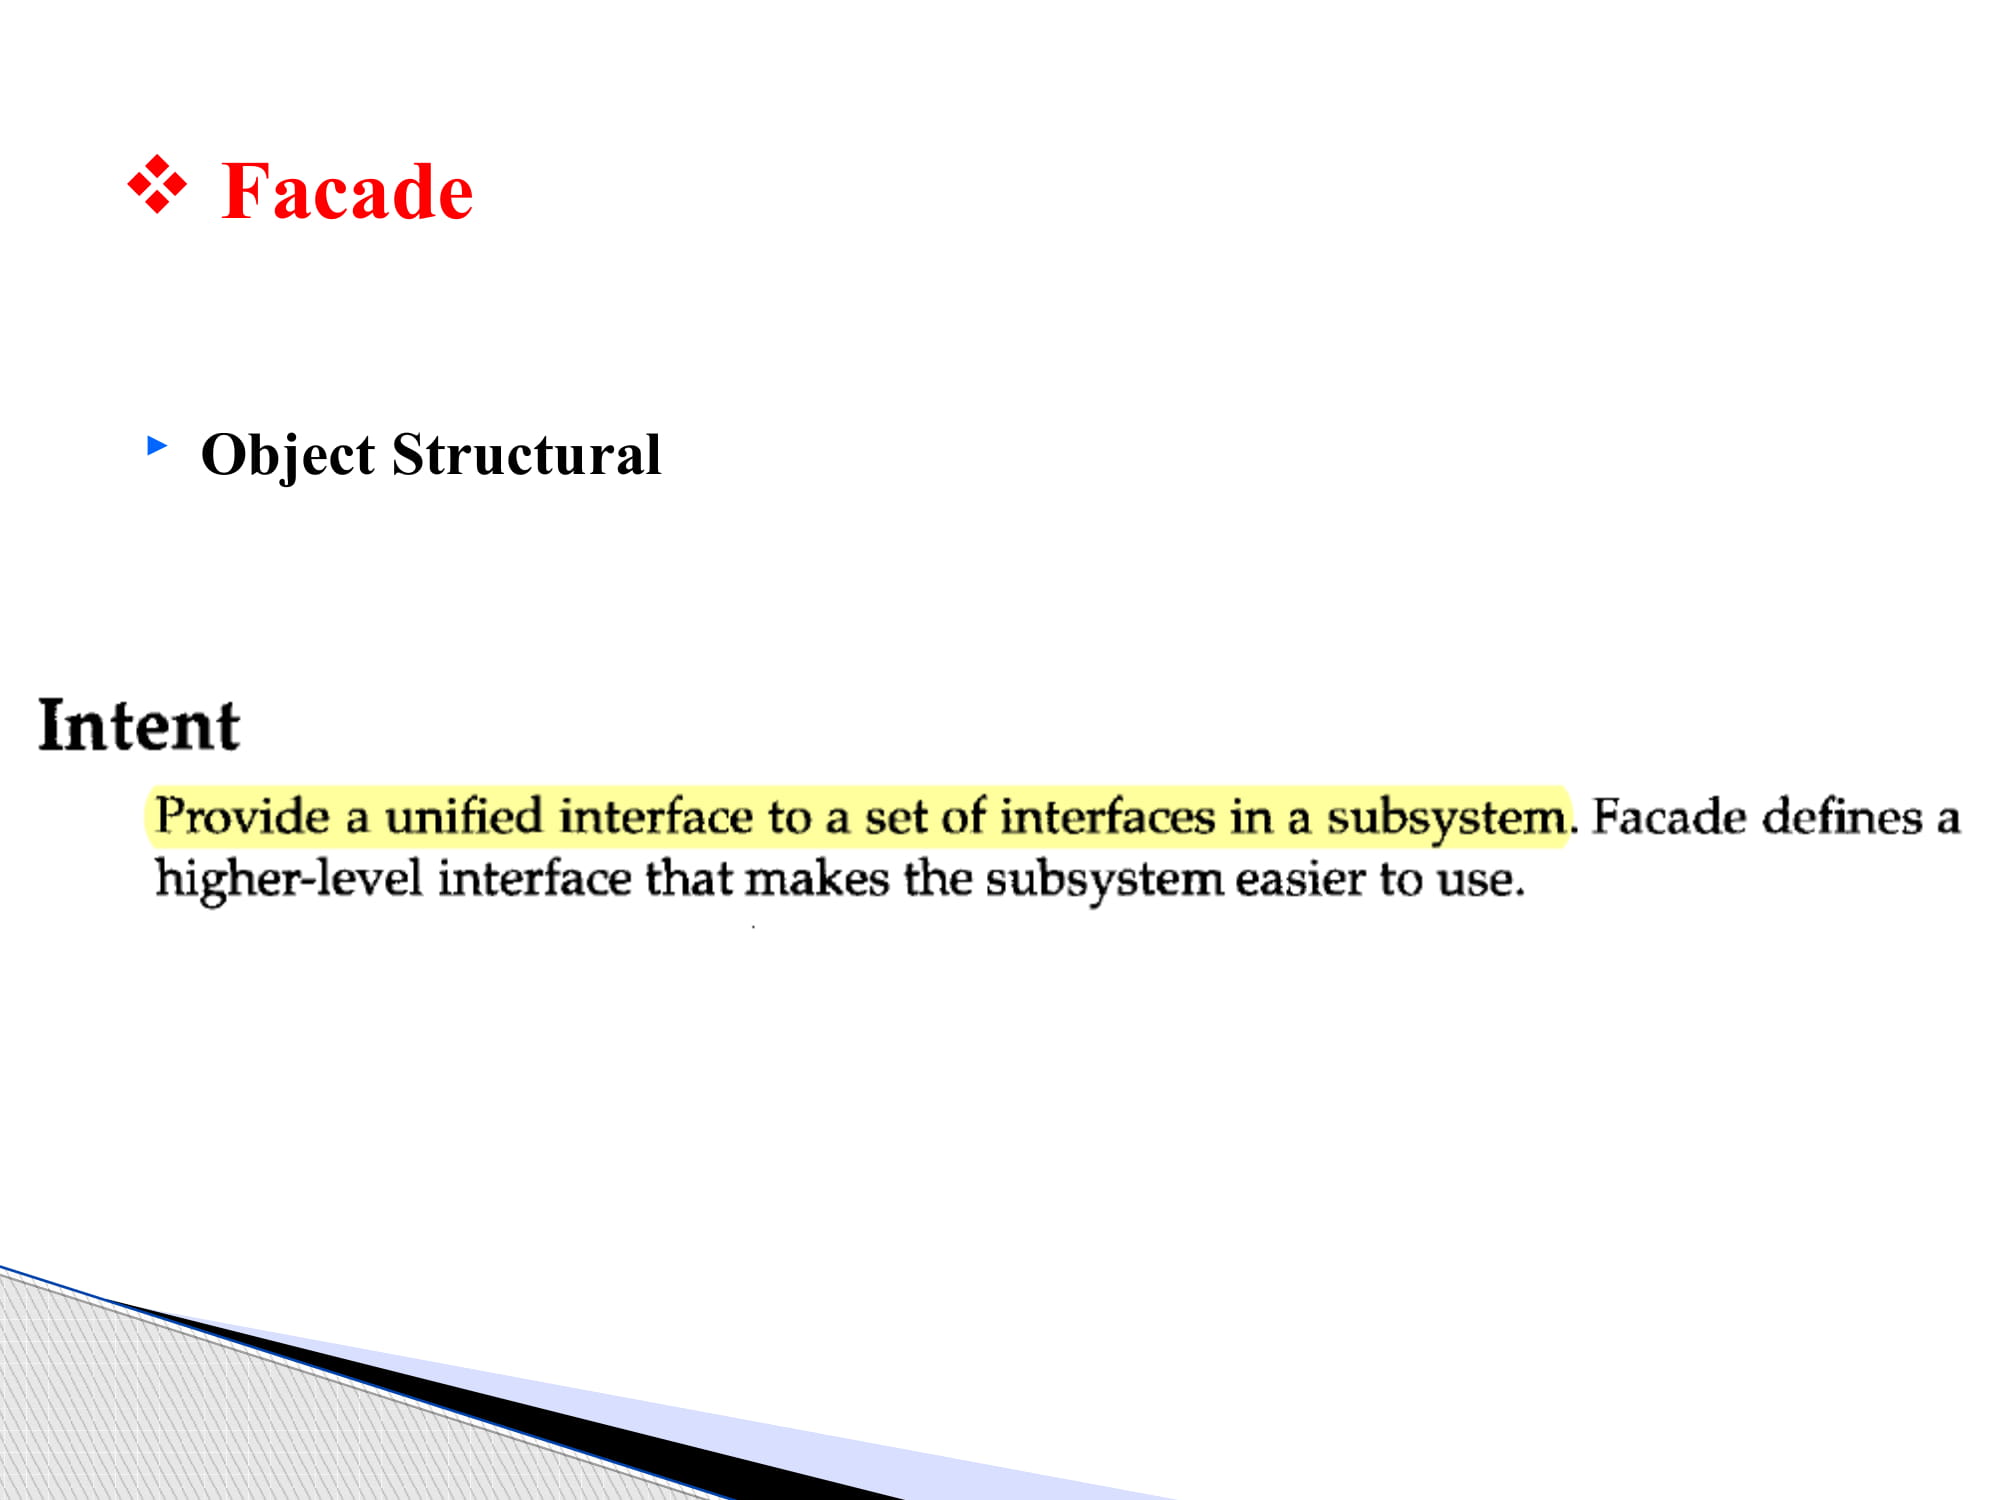 Facade
Object Structural
Intent
Provide a unified interface to a set of interfaces in a subsystem. Facade defines a
higher-level interface that makes the subsystem easier to use.